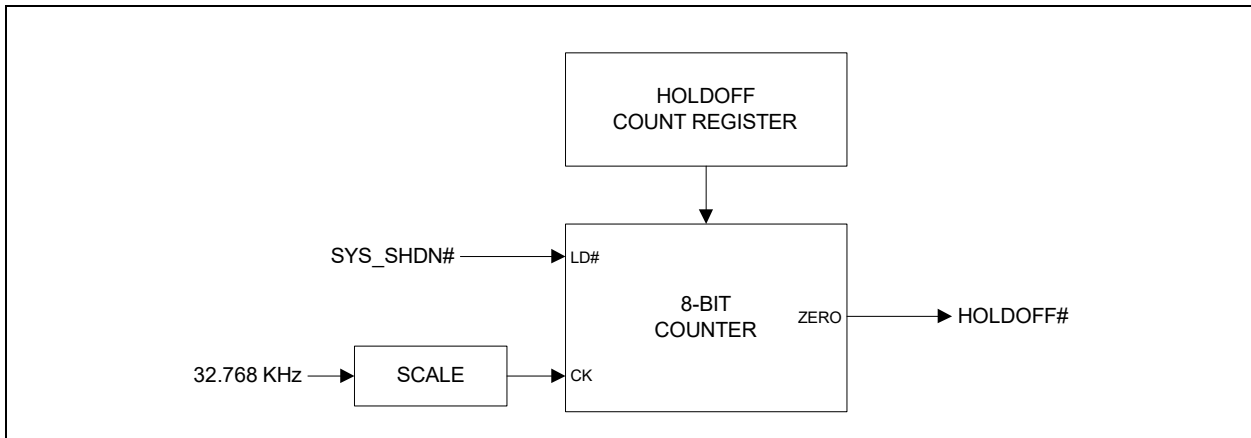 HOLDOFF
COUNT REGISTER
SYS_SHDN#
LD#
8-BIT
COUNTER
ZERO
HOLDOFF#
32.768 KHz
SCALE
CK